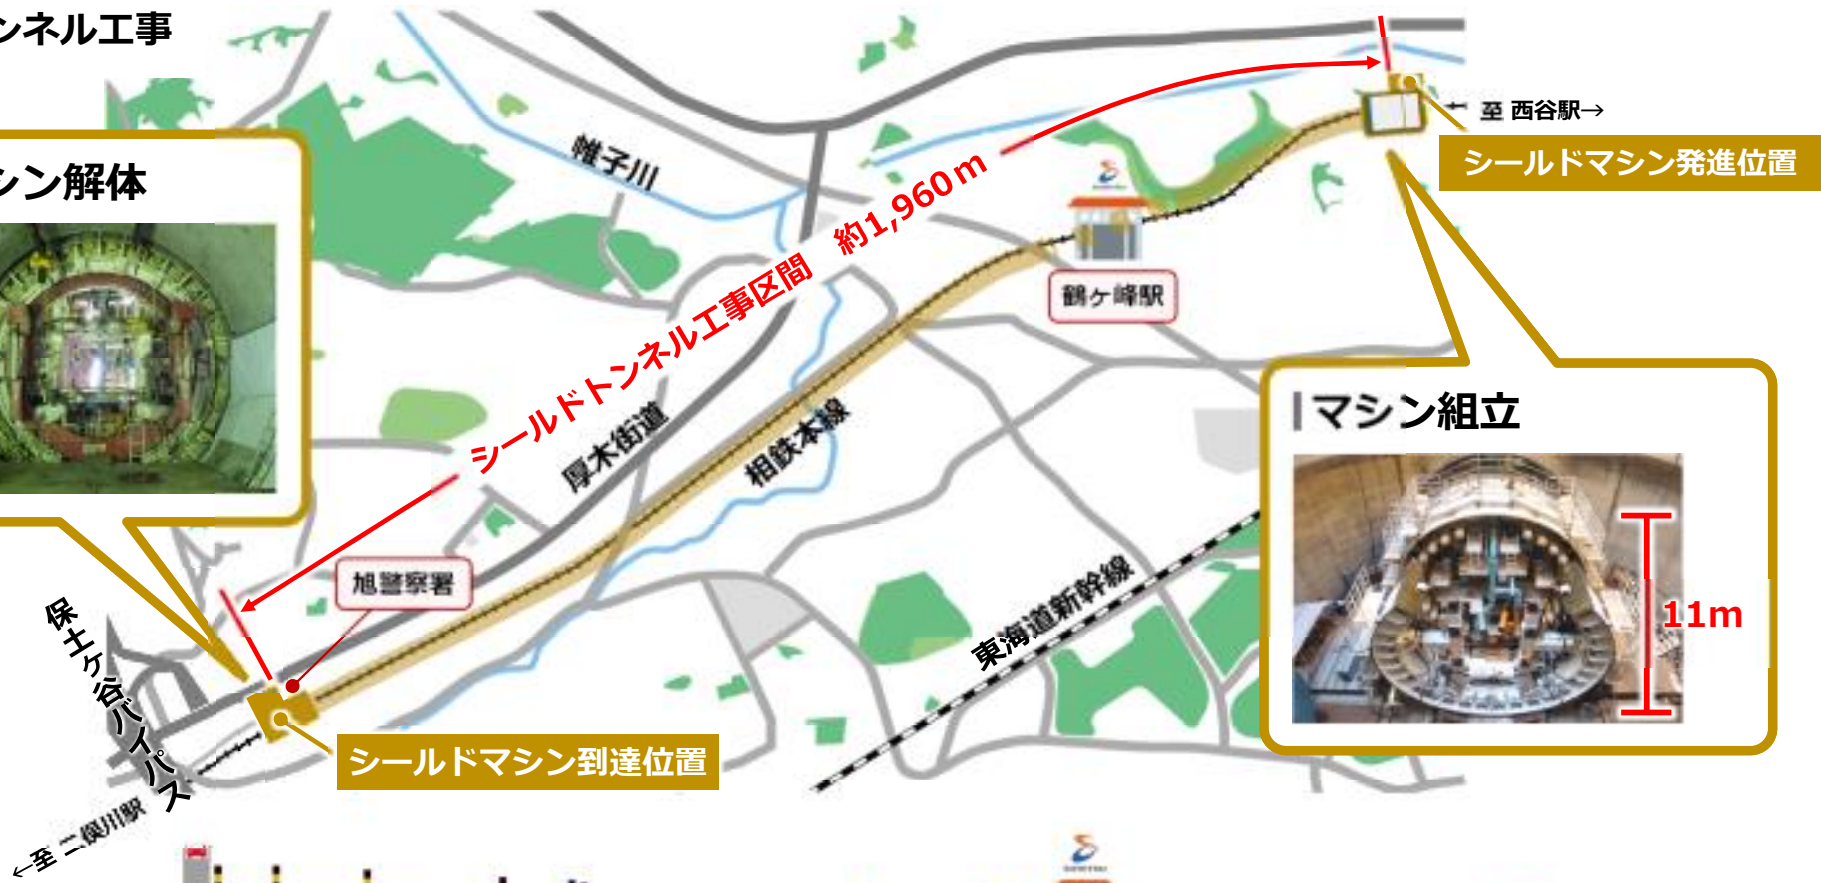 ンネル工事
シン解体
帷子川
約1,960m
シールドトンネル工事区間
至 西谷駅→
シールドマシン発進位置
鶴ケ峰駅
厚木街道
相鉄本線
マシン組立
11m
旭警察署
東海道新幹線
保土ケ谷バイパス
シールドマシン到達位置
←至 二俣川駅